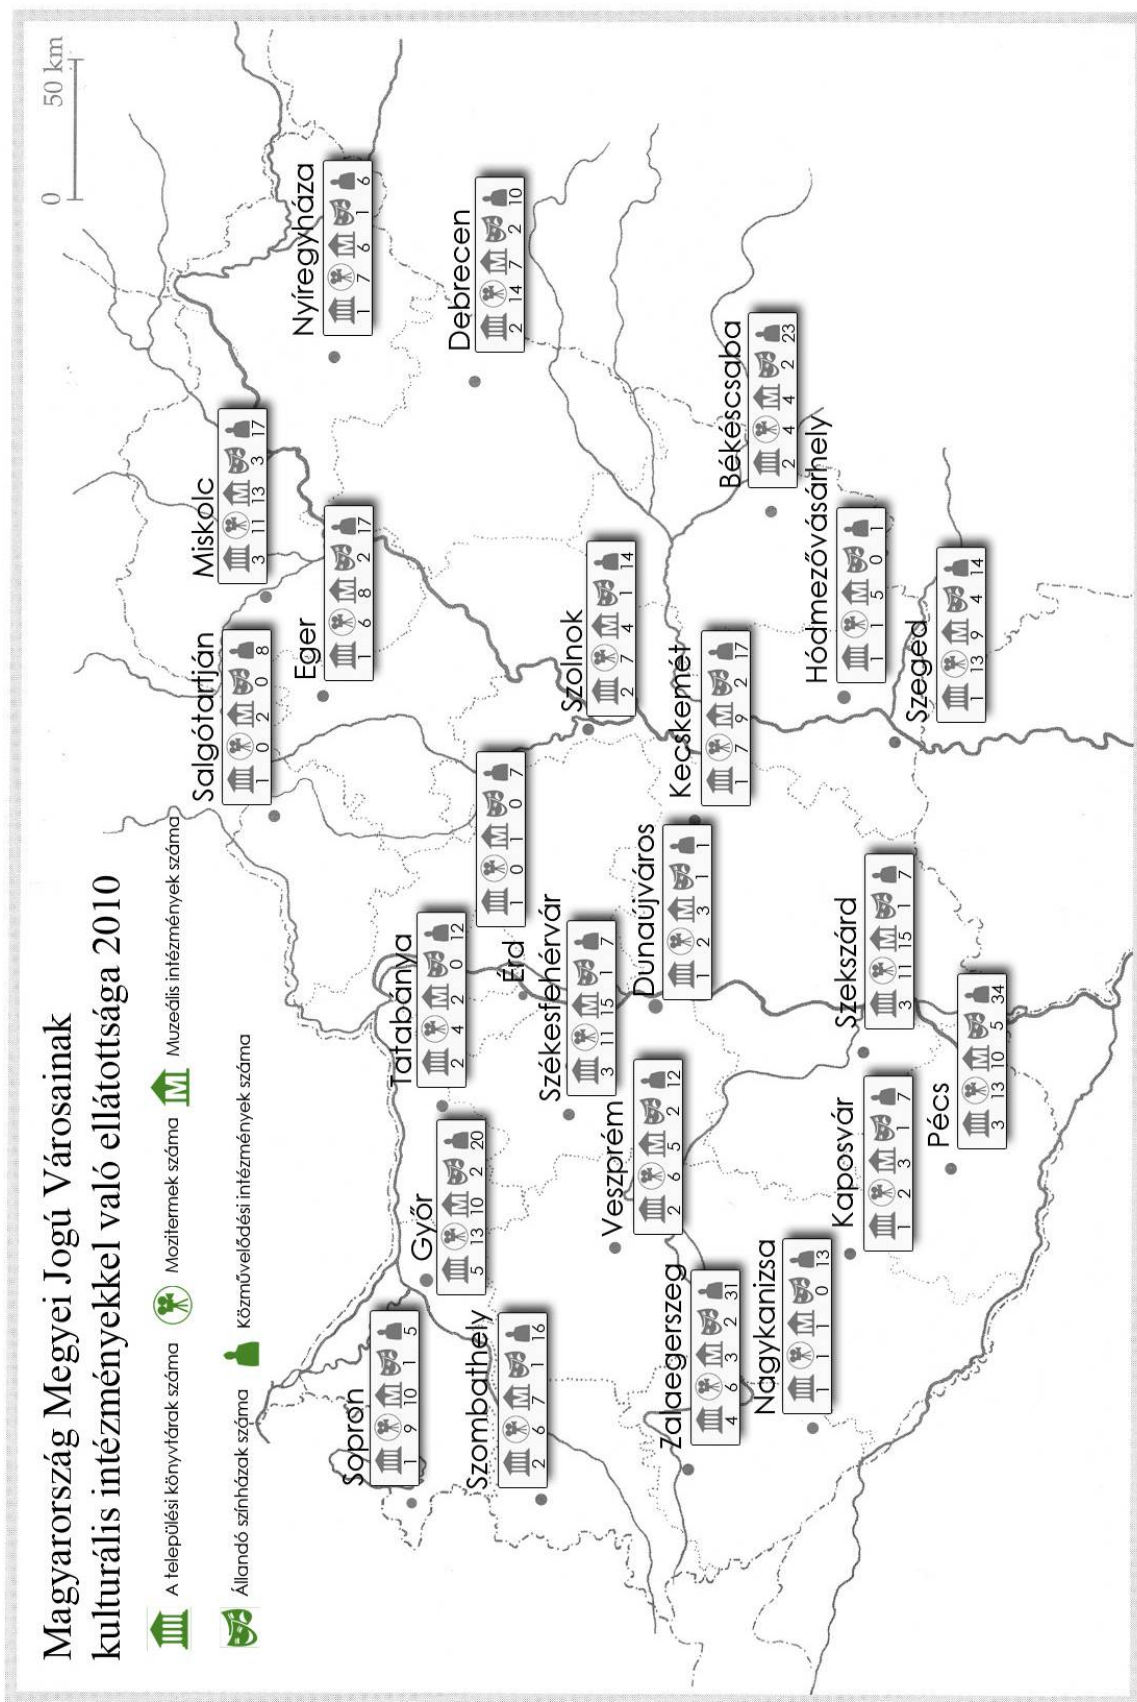 Magyarország Megyei Jogú Városainak
kulturális intézményekkel való ellátottsága 2010
A települési könyvtárak száma
Mozitermek száma
Muzeális intézmények száma
Állandó színházak száma
Közművelődési intézmények száma
0 50 km
Sopron
1 9 10 1 5
Szombathely
2 6 7 1 16
Győr
5 13 10 2 20
Zalaegerszeg
4 6 3 2 31
Nagykanizsa
1 1 1 0 13
Veszprém
2 6 5 2 12
Kaposvár
1 2 3 1 7
Tatabánya
2 4 2 0 12
Székesfehérvár
3 11 15 1 7
Pécs
3 13 10 5 34
Érd
1 0 1 0 7
Dunaújváros
1 2 3 1 1
Szekszárd
3 11 15 1 7
Salgótartján
1 0 2 0 8
Kecskemét
1 7 9 2 17
Szolnok
2 7 4 1 14
Eger
1 6 8 2 17
Miskolc
3 11 13 3 17
Szeged
1 13 9 4 14
Hódmezővásárhely
1 1 5 0 1
Békéscsaba
2 4 4 2 23
Debrecen
2 14 7 2 10
Nyíregyháza
1 7 6 1 6